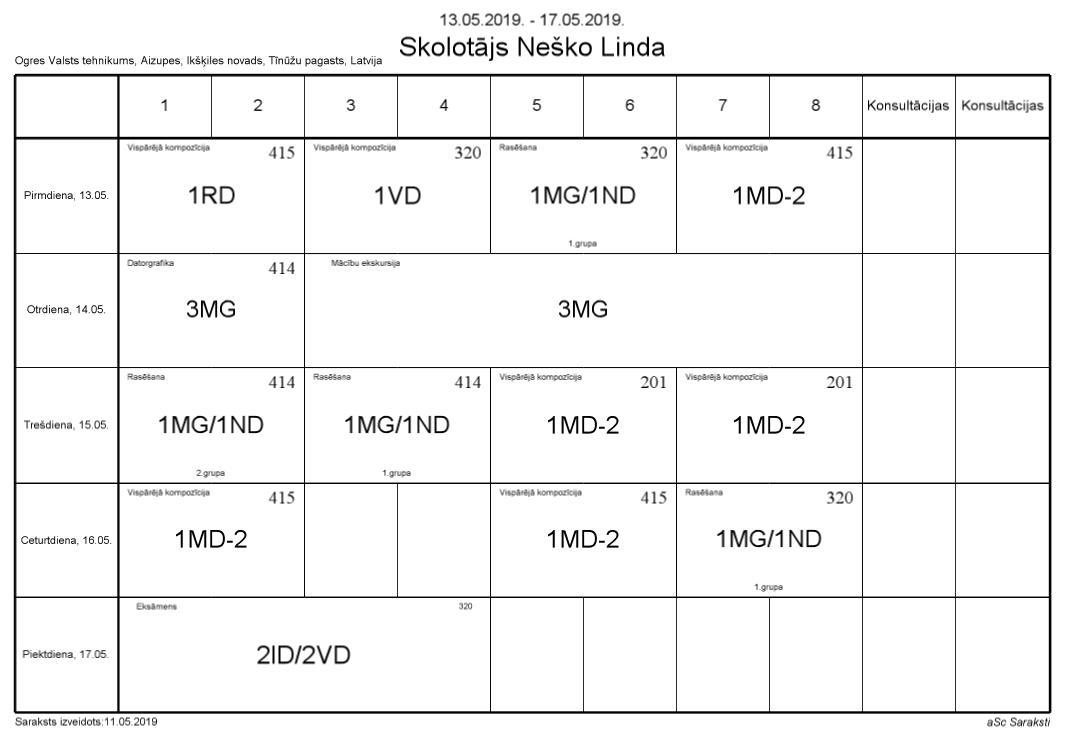 13.05.2019. - 17.05.2019.
Skolotājs Neško Linda
Ogres Valsts tehnikums, Aizupes, Ikšķiles novads, Tīnūžu pagasts, Latvija
1 2 3 4 5 6 7 8 Konsultācijas Konsultācijas
Vispārējā kompozīcija 415 Vispārējā kompozīcija 320 Rasēšana 320 Vispārējā kompozīcija 415
Pirmdiena, 13.05. 1RD 1VD 1MG/1ND 1MD-2
1.grupa
Datorgrafika 414 Mācību ekskursija
Otrdiena, 14.05. 3MG 3MG
Rasēšana 414 Rasēšana 414 Vispārējā kompozīcija 201 Vispārējā kompozīcija 201
Trešdiena, 15.05. 1MG/1ND 1MG/1ND 1MD-2 1MD-2
2.grupa 1.grupa
Vispārējā kompozīcija 415 Vispārējā kompozīcija 415 Rasēšana 320
Ceturtdiena, 16.05. 1MD-2 1MD-2 1MG/1ND
1.grupa
Eksāmens 320
Piektdiena, 17.05. 2ID/2VD
Saraksts izveidots:11.05.2019 aSc Saraksti